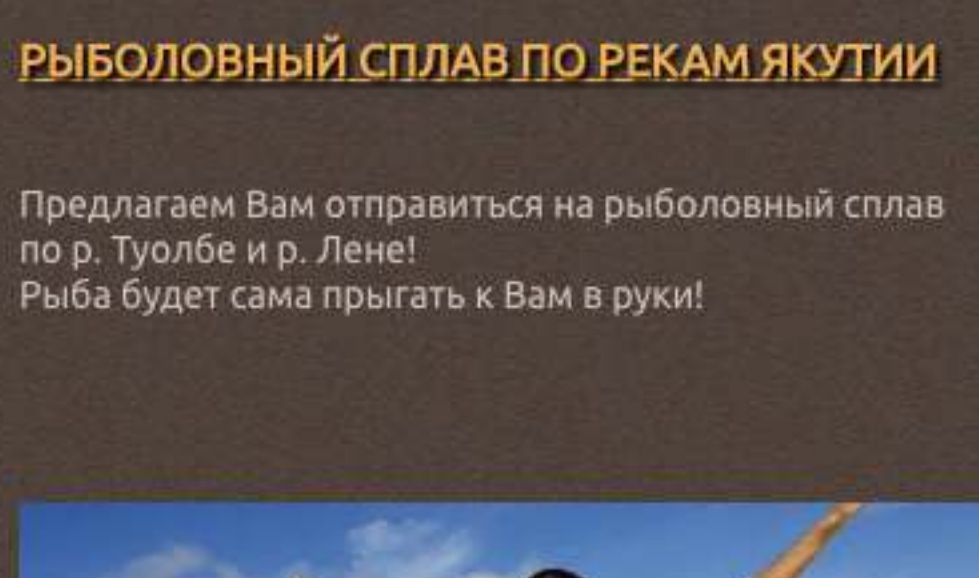 РЫБОЛОВНЫЙ СПЛАВ ПО РЕКАМ ЯКУТИИ
Предлагаем Вам отправиться на рыболовный сплав
по р. Туолбе и р. Лене!
Рыба будет сама прыгать к Вам в руки!